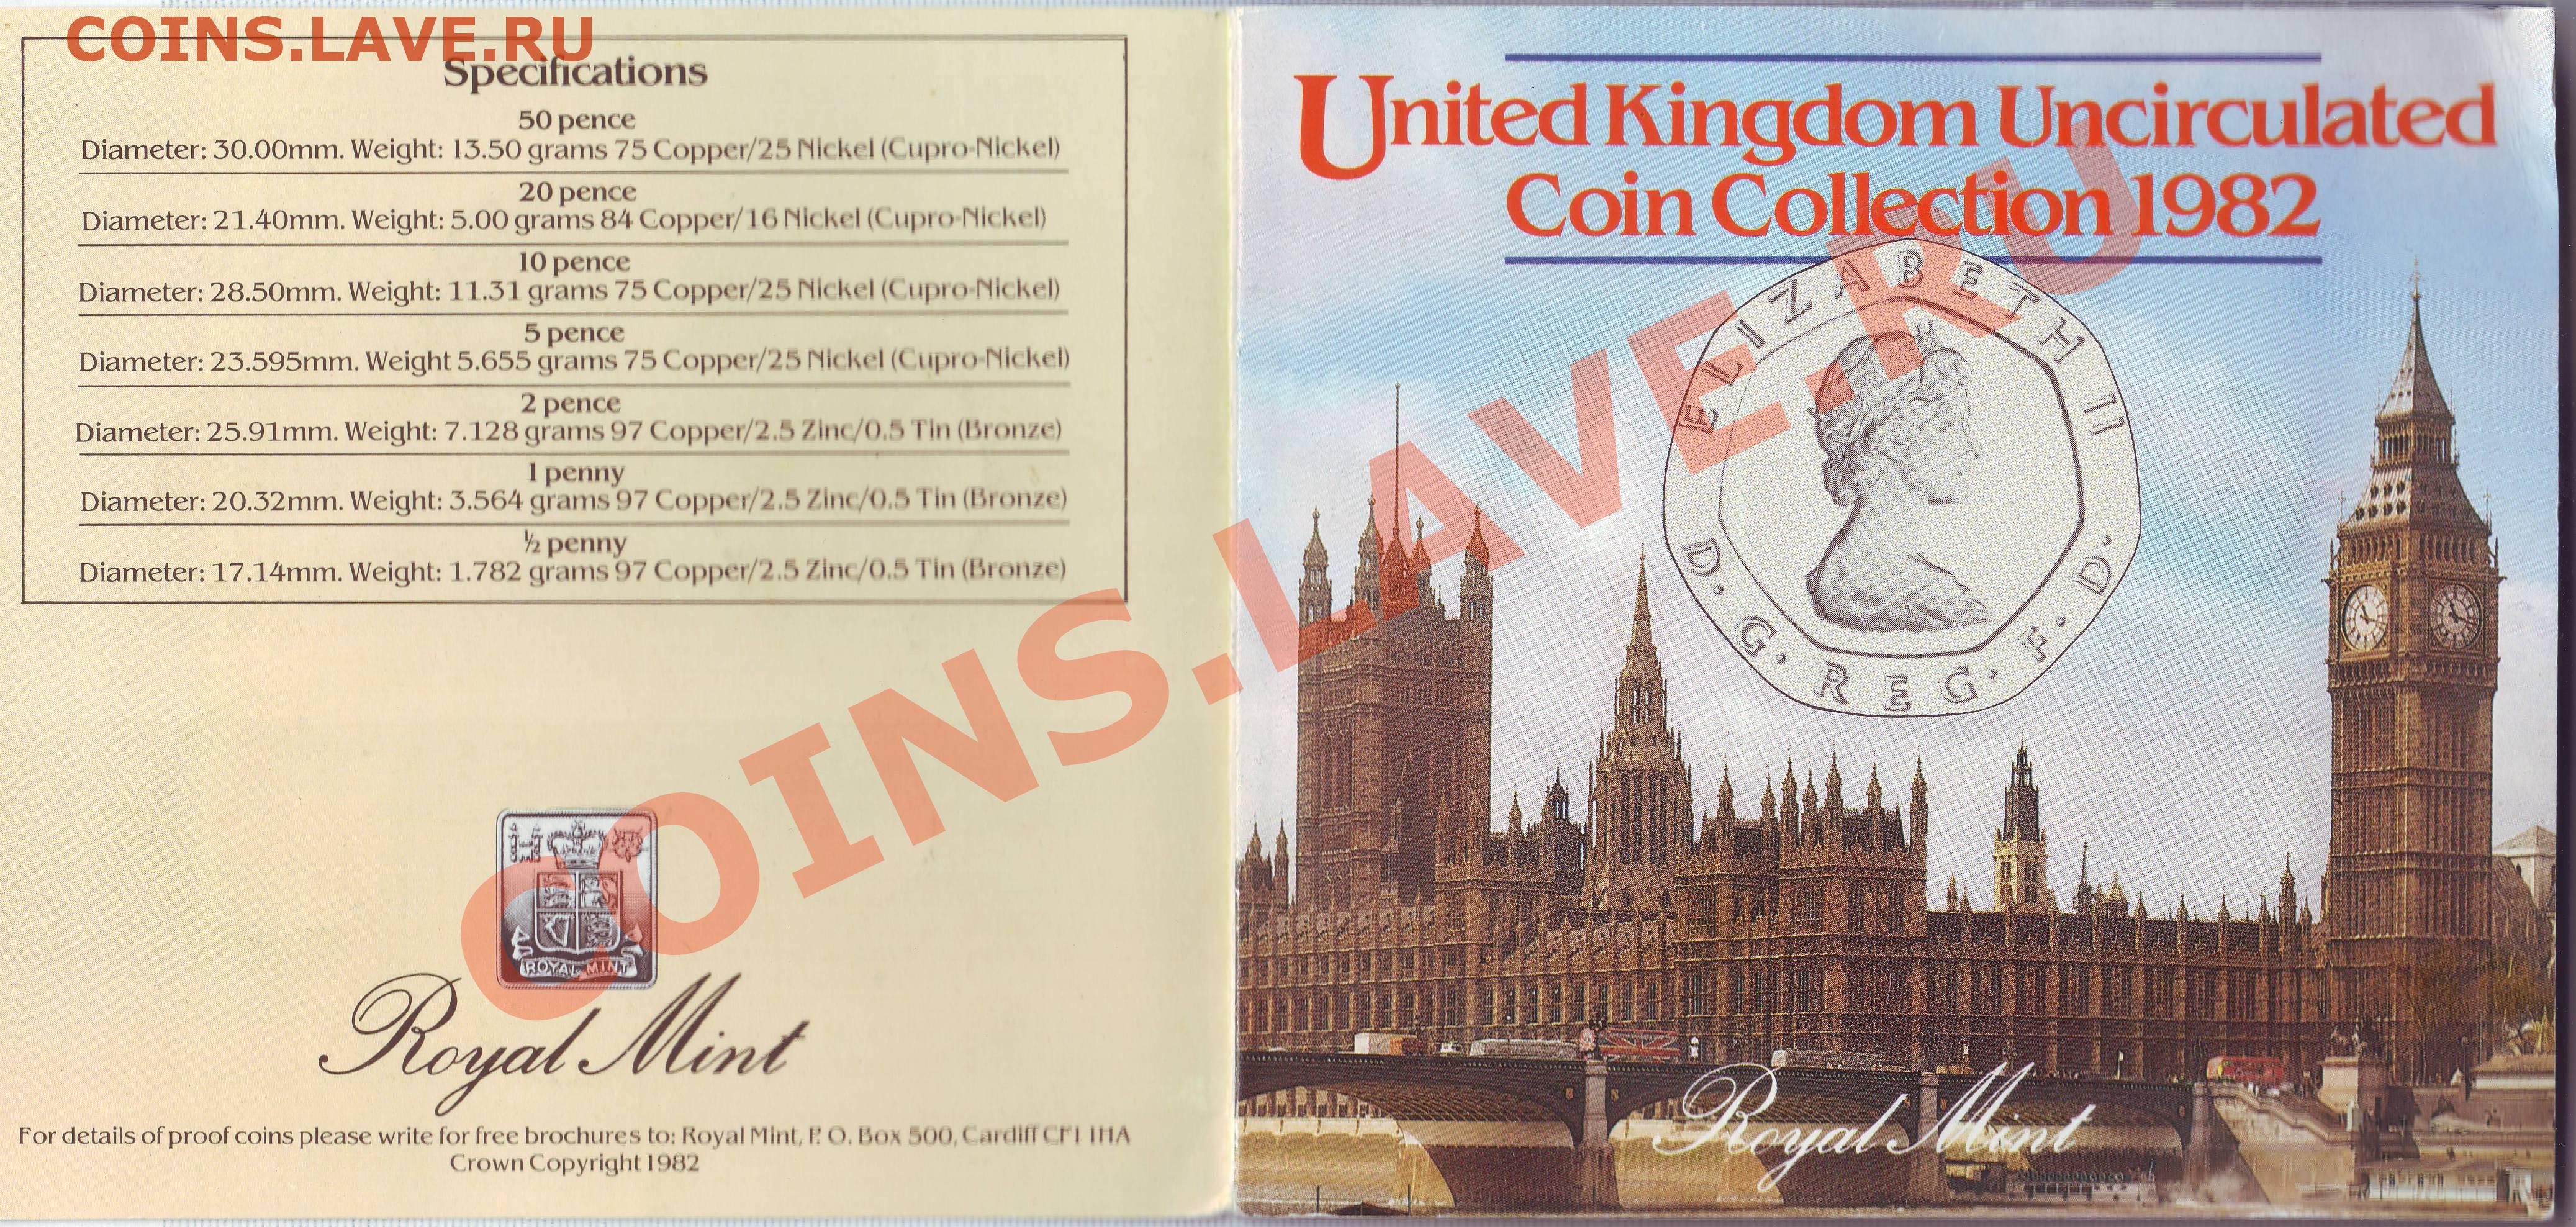 COINS.LAVE.RU
Specifications
50 pence
Diameter: 30.00mm. Weight: 13.50 grams 75 Copper/25 Nickel (Cupro-Nickel)
20 pence
Diameter: 21.40mm. Weight: 5.00 grams 84 Copper/16 Nickel (Cupro-Nickel)
10 pence
Diameter: 28.50mm. Weight: 11.31 grams 75 Copper/25 Nickel (Cupro-Nickel)
5 pence
Diameter: 23.595mm. Weight 5.655 grams 75 Copper/25 Nickel (Cupro-Nickel)
2 pence
Diameter: 25.91mm. Weight: 7.128 grams 97 Copper/2.5 Zinc/0.5 Tin (Bronze)
1 penny
Diameter: 20.32mm. Weight: 3.564 grams 97 Copper/2.5 Zinc/0.5 Tin (Bronze)
½ penny
Diameter: 17.14mm. Weight: 1.782 grams 97 Copper/2.5 Zinc/0.5 Tin (Bronze)
ROYAL MINT
Royal Mint
For details of proof coins please write for free brochures to: Royal Mint, P.O. Box 500, Cardiff CF1 1HA
Crown Copyright 1982
United Kingdom Uncirculated
Coin Collection 1982
ELIZABETH II
D·G·REG·F·D·
Royal Mint
COINS.LAVE.RU